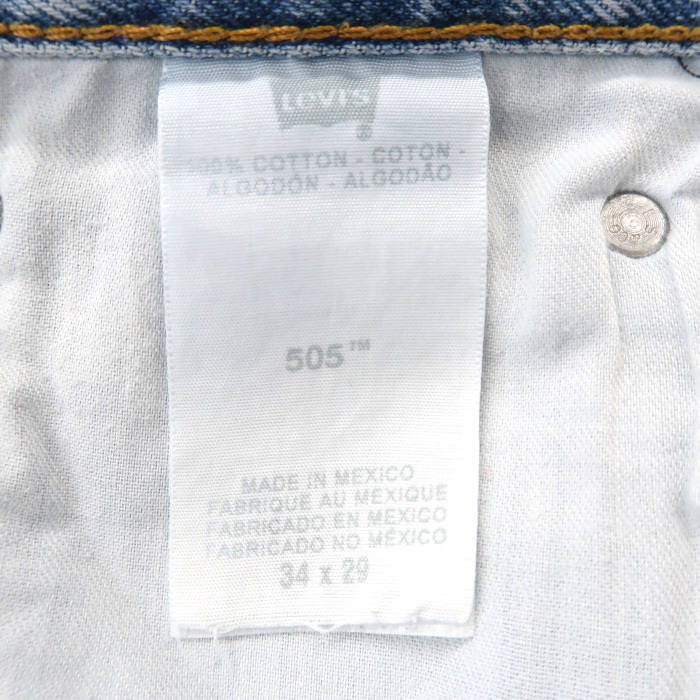 Levi's
®
100% COTTON - COTON -
ALGODÓN - ALGODÃO
505™
MADE IN MEXICO
FABRIQUE AU MEXIQUE
FABRICADO EN MEXICO
FABRICADO NO MÉXICO
34 x 29